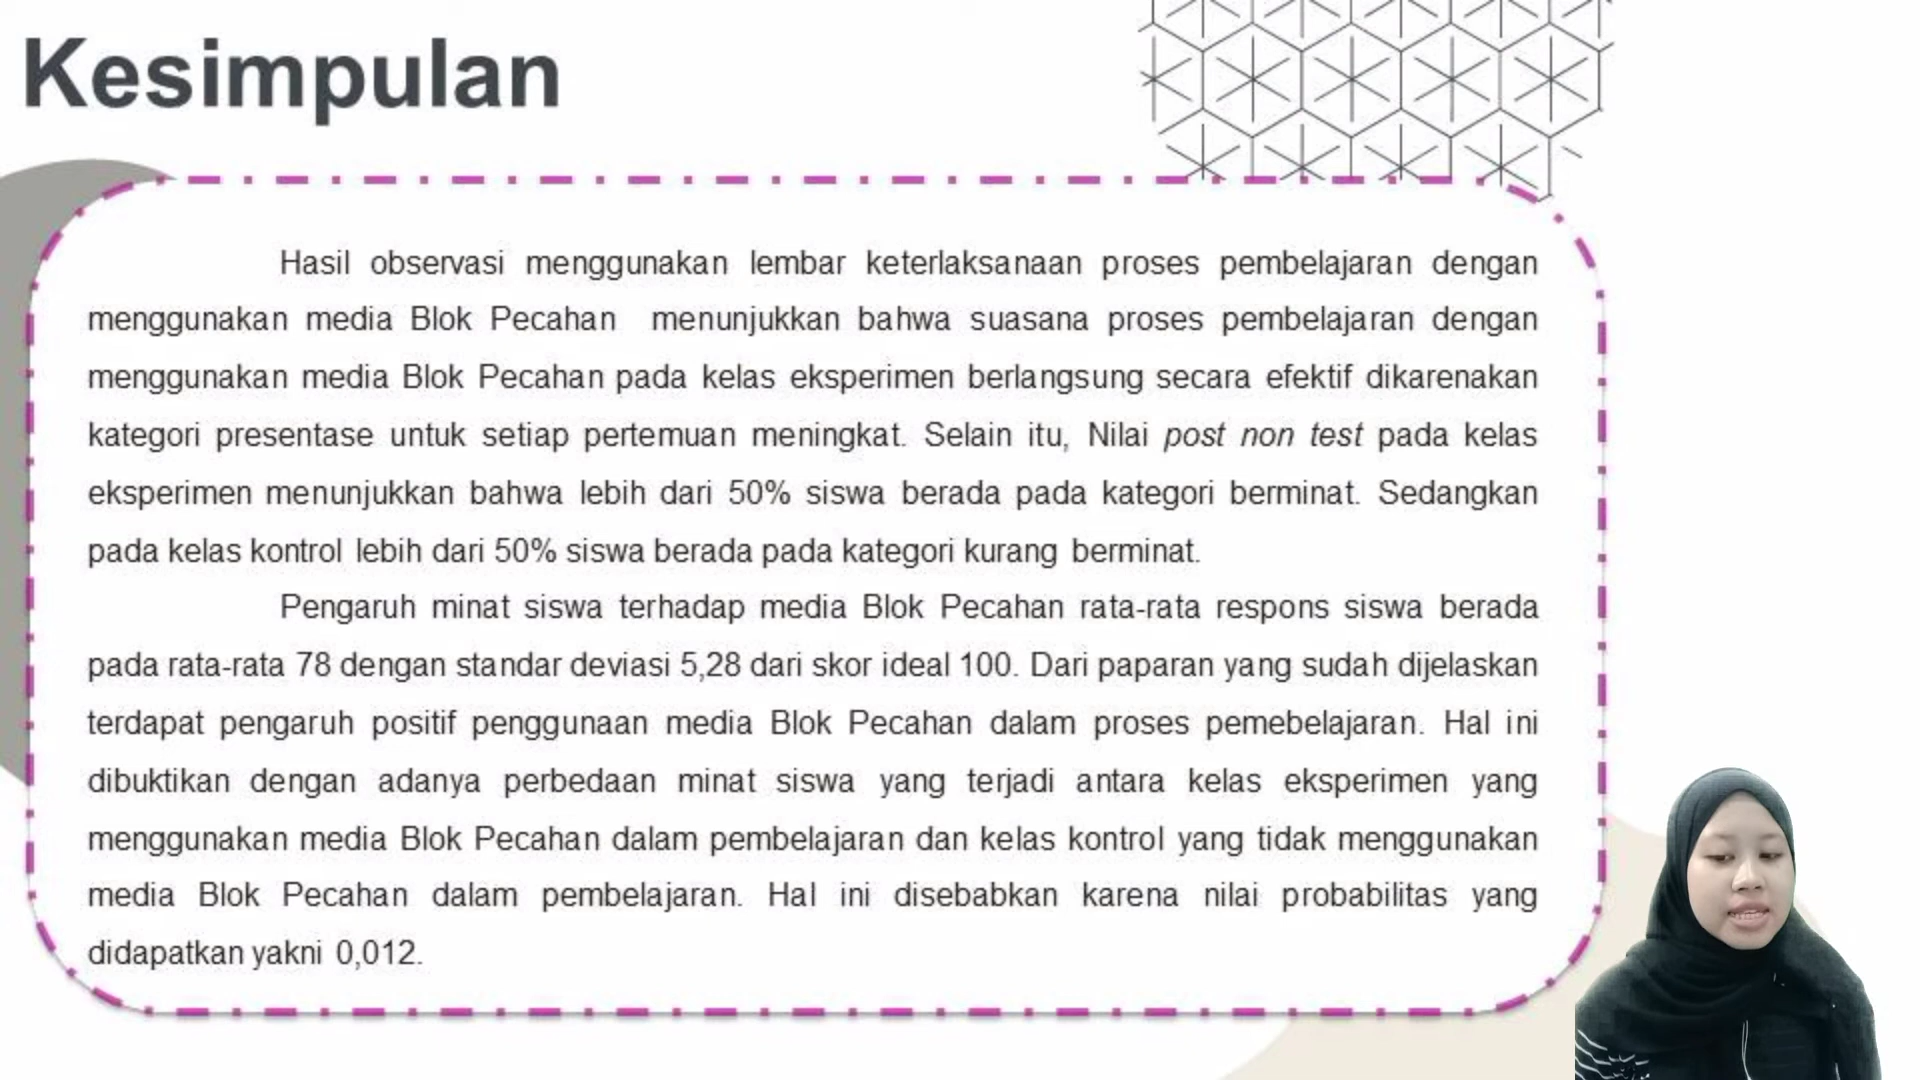 Kesimpulan
Hasil observasi menggunakan lembar keterlaksanaan proses pembelajaran dengan
menggunakan media Blok Pecahan menunjukkan bahwa suasana proses pembelajaran dengan
menggunakan media Blok Pecahan pada kelas eksperimen berlangsung secara efektif dikarenakan
kategori presentase untuk setiap pertemuan meningkat. Selain itu, Nilai post non test pada kelas
eksperimen menunjukkan bahwa lebih dari 50% siswa berada pada kategori berminat. Sedangkan
pada kelas kontrol lebih dari 50% siswa berada pada kategori kurang berminat.
Pengaruh minat siswa terhadap media Blok Pecahan rata-rata respons siswa berada
pada rata-rata 78 dengan standar deviasi 5,28 dari skor ideal 100. Dari paparan yang sudah dijelaskan
terdapat pengaruh positif penggunaan media Blok Pecahan dalam proses pemebelajaran. Hal ini
dibuktikan dengan adanya perbedaan minat siswa yang terjadi antara kelas eksperimen yang
menggunakan media Blok Pecahan dalam pembelajaran dan kelas kontrol yang tidak menggunakan
media Blok Pecahan dalam pembelajaran. Hal ini disebabkan karena nilai probabilitas yang
didapatkan yakni 0,012.